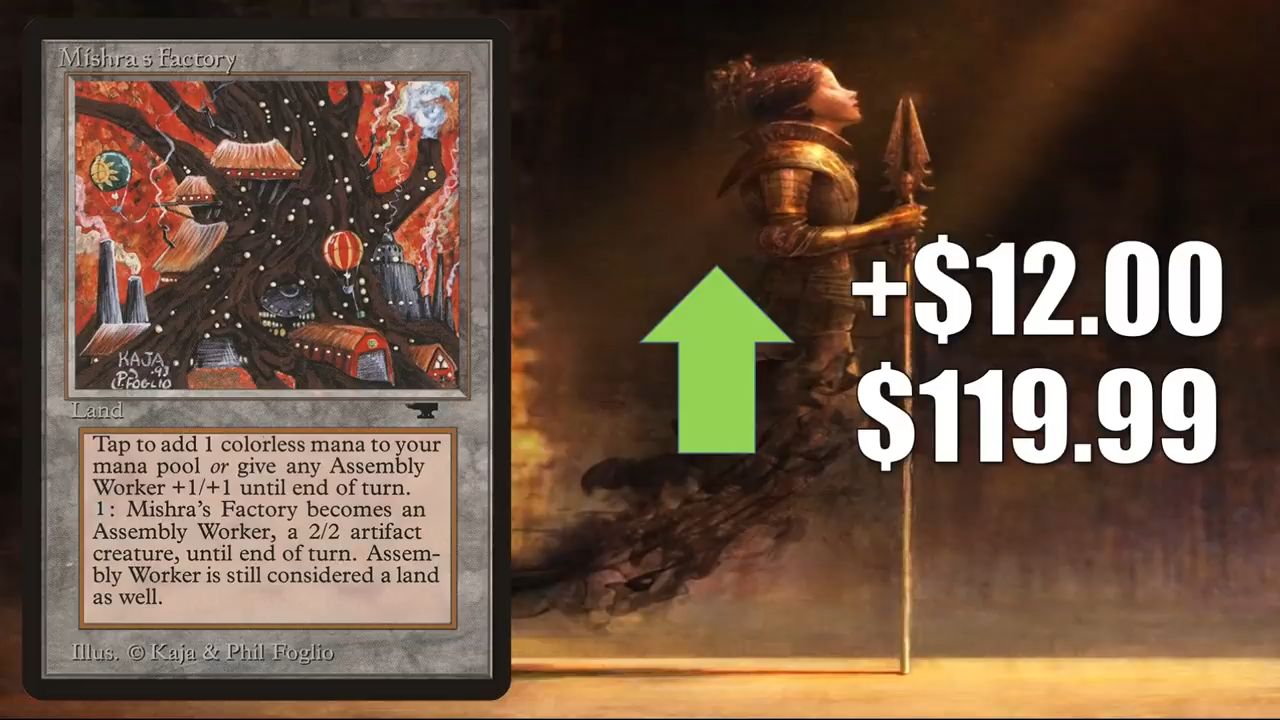 Mishra's Factory
KAJA
'93
P. FOGLIO
Land
Tap to add 1 colorless mana to your
mana pool or give any Assembly
Worker +1/+1 until end of turn.
1: Mishra's Factory becomes an
Assembly Worker, a 2/2 artifact
creature, until end of turn. Assem-
bly Worker is still considered a land
as well.
Illus. © Kaja & Phil Foglio
+$12.00
$119.99